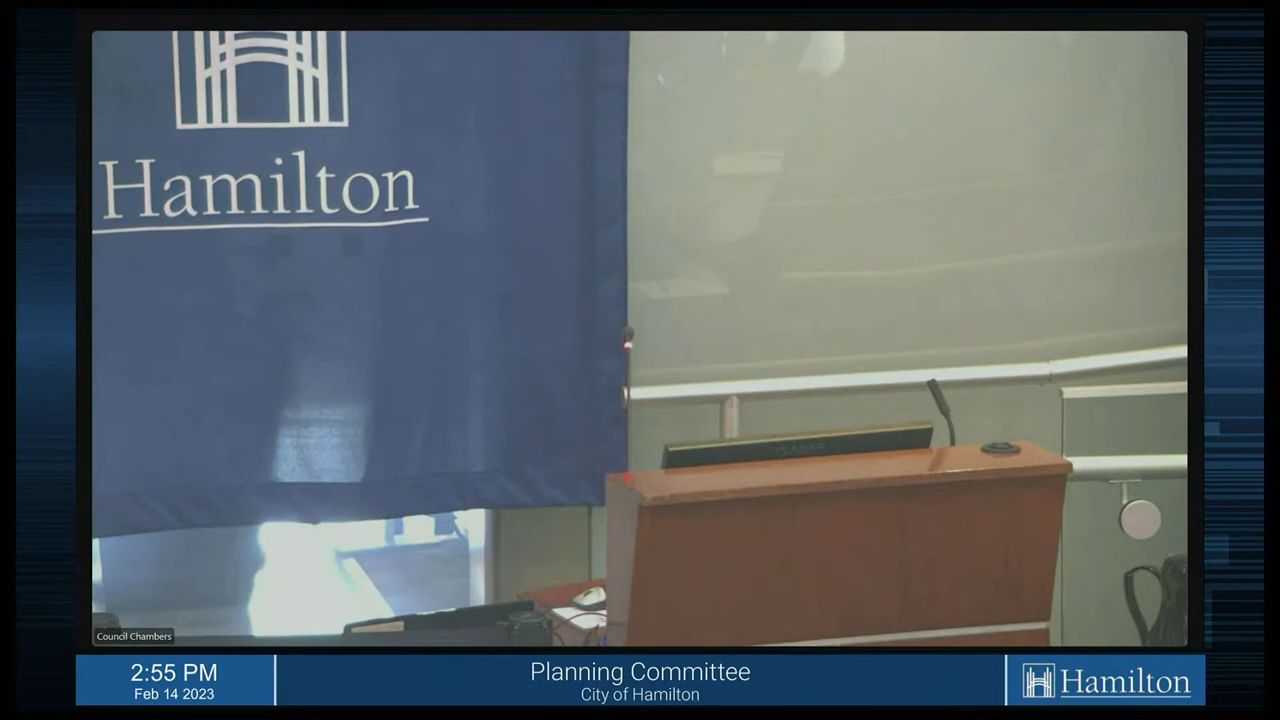 Hamilton
Council Chambers
2:55 PM
Feb 14 2023
Planning Committee
City of Hamilton
Hamilton